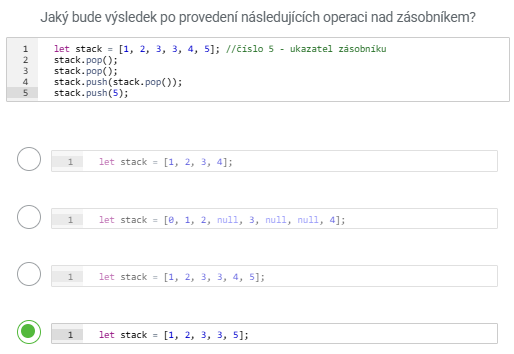 Jaký bude výsledek po provedení následujících operaci nad zásobníkem?
1 let stack = [1, 2, 3, 3, 4, 5]; //číslo 5 - ukazatel zásobníku
2 stack.pop();
3 stack.pop();
4 stack.push(stack.pop());
5 stack.push(5);
1 let stack = [1, 2, 3, 4];
1 let stack = [0, 1, 2, null, 3, null, null, 4];
1 let stack = [1, 2, 3, 3, 4, 5];
1 let stack = [1, 2, 3, 3, 5];